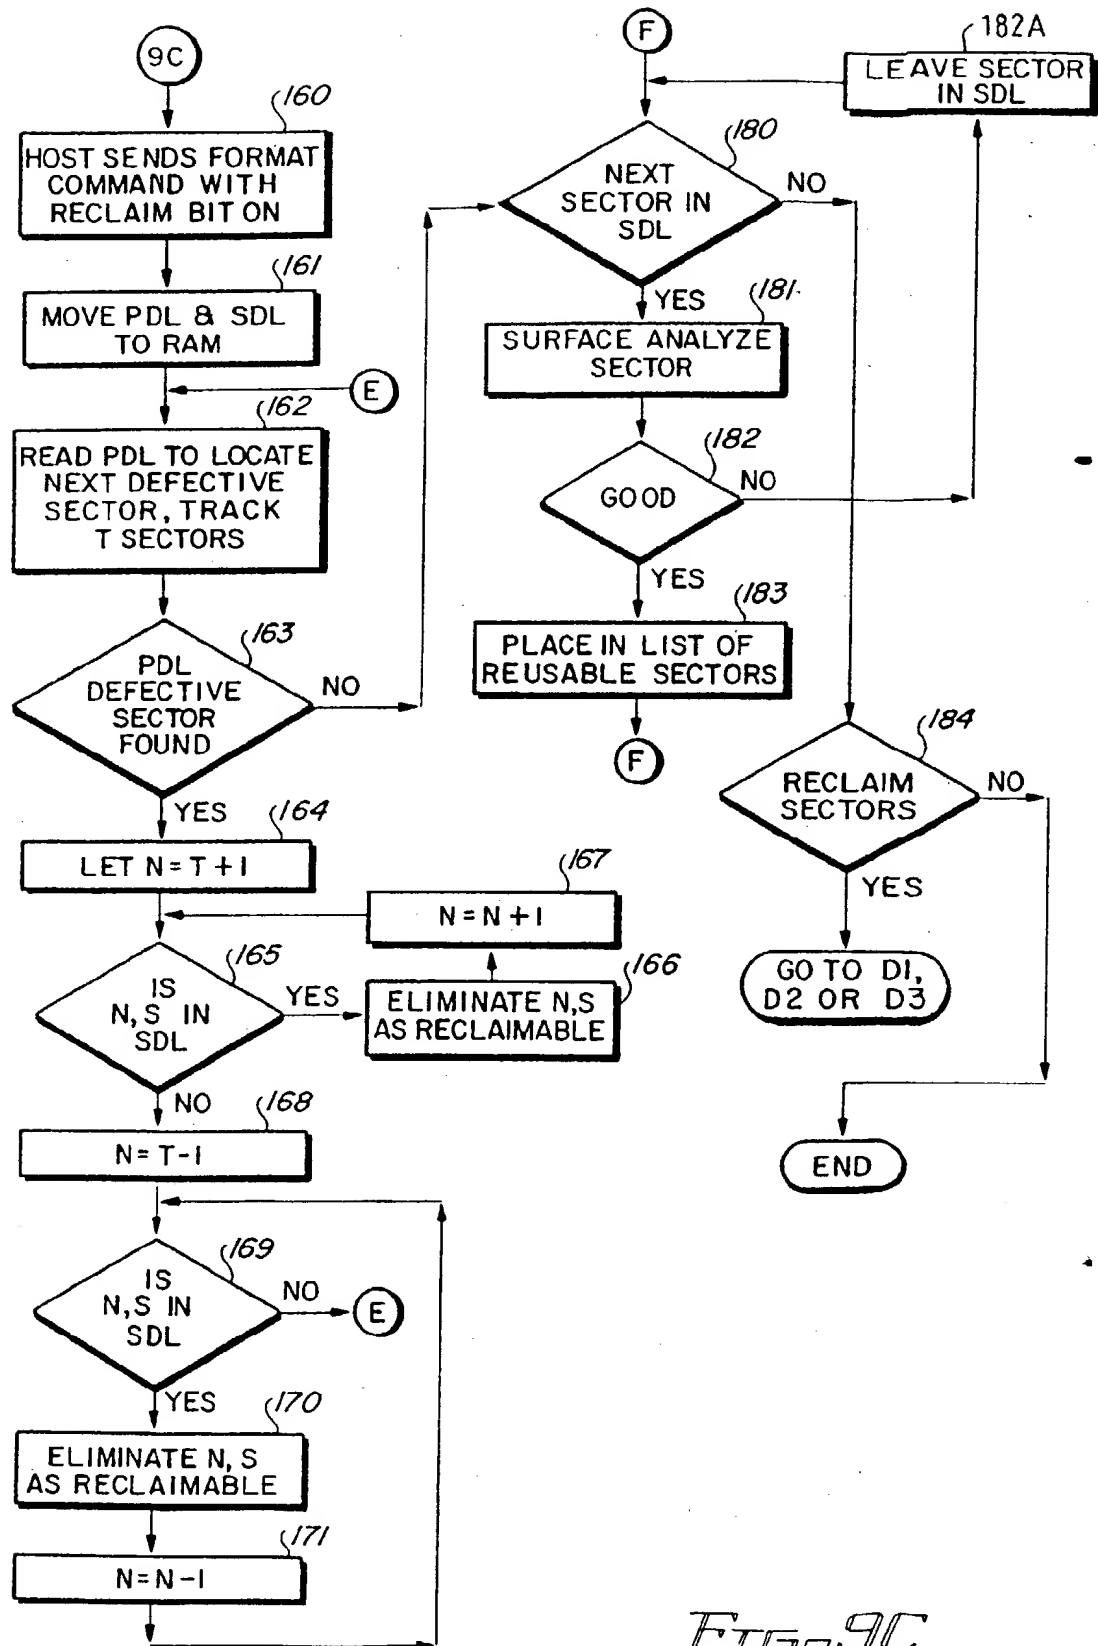 9C
160
HOST SENDS FORMAT
COMMAND WITH
RECLAIM BIT ON
161
MOVE PDL & SDL
TO RAM
E
162
READ PDL TO LOCATE
NEXT DEFECTIVE
SECTOR, TRACK
T SECTORS
163
PDL
DEFECTIVE
SECTOR
FOUND
NO
YES
164
LET N=T+1
167
N=N+1
165
IS
N,S IN
SDL
YES
166
ELIMINATE N,S
AS RECLAIMABLE
NO
168
N=T-1
169
IS
N,S IN
SDL
NO
E
YES
170
ELIMINATE N,S
AS RECLAIMABLE
171
N=N-1
F
182A
LEAVE SECTOR
IN SDL
180
NEXT
SECTOR IN
SDL
NO
YES
181
SURFACE ANALYZE
SECTOR
182
GOOD
NO
YES
183
PLACE IN LIST OF
REUSABLE SECTORS
F
184
RECLAIM
SECTORS
NO
YES
GO TO D1,
D2 OR D3
END
FIG. 9C